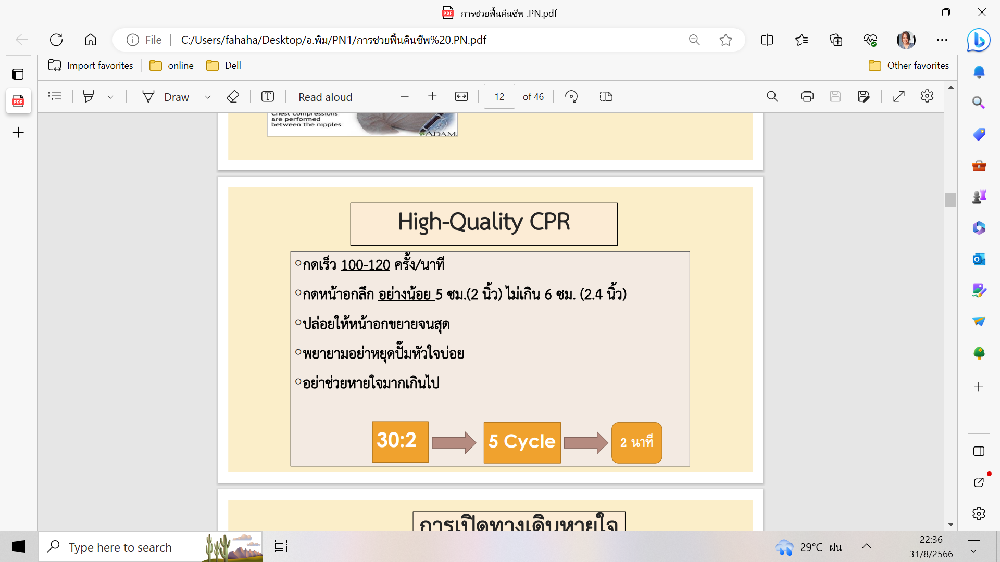 การช่วยฟื้นคืนชีพ .PN.pdf
File
C:/Users/fahaha/Desktop/อ.พิม/PN1/การช่วยฟื้นคืนชีพ%20.PN.pdf
Import favorites
online
Dell
Other favorites
Draw
Read aloud
12
of 46
Chest compressions
are performed
between the nipples
ADAM.
High-Quality CPR
กดเร็ว 100-120 ครั้ง/นาที
กดหน้าอกลึก อย่างน้อย 5 ซม.(2 นิ้ว) ไม่เกิน 6 ซม. (2.4 นิ้ว)
ปล่อยให้หน้าอกขยายจนสุด
พยายามอย่าหยุดปั๊มหัวใจบ่อย
อย่าช่วยหายใจมากเกินไป
30:2
5 Cycle
2 นาที
การเปิดทางเดินหายใจ
Type here to search
29°C ฝน
22:36
31/8/2566